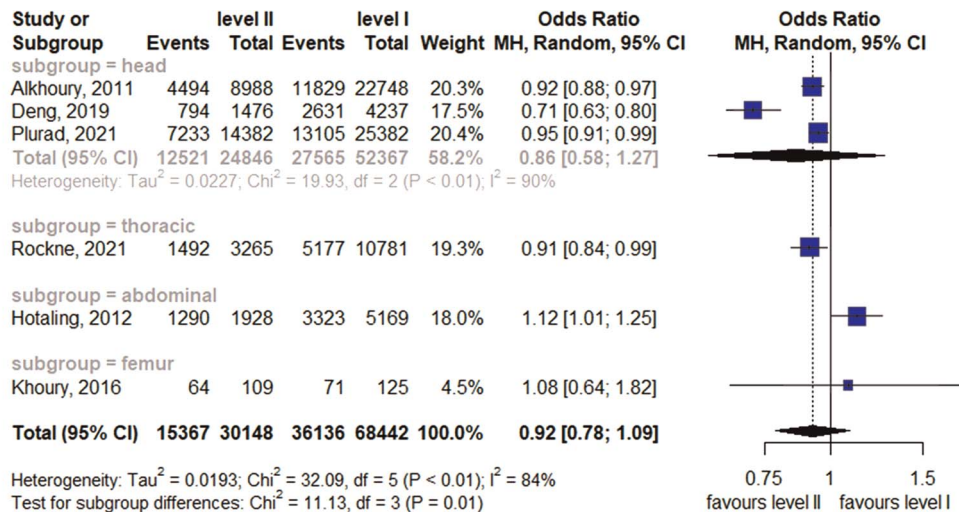 Study or level II level I Odds Ratio Odds Ratio
Subgroup Events Total Events Total Weight MH, Random, 95% CI MH, Random, 95% CI
subgroup = head
Alkhoury, 2011 4494 8988 11829 22748 20.3% 0.92 [0.88; 0.97]
Deng, 2019 794 1476 2631 4237 17.5% 0.71 [0.63; 0.80]
Plurad, 2021 7233 14382 13105 25382 20.4% 0.95 [0.91; 0.99]
Total (95% CI) 12521 24846 27565 52367 58.2% 0.86 [0.58; 1.27]
Heterogeneity: Tau² = 0.0227; Chi² = 19.93, df = 2 (P < 0.01); I² = 90%
subgroup = thoracic
Rockne, 2021 1492 3265 5177 10781 19.3% 0.91 [0.84; 0.99]
subgroup = abdominal
Hotaling, 2012 1290 1928 3323 5169 18.0% 1.12 [1.01; 1.25]
subgroup = femur
Khoury, 2016 64 109 71 125 4.5% 1.08 [0.64; 1.82]
Total (95% CI) 15367 30148 36136 68442 100.0% 0.92 [0.78; 1.09]
Heterogeneity: Tau² = 0.0193; Chi² = 32.09, df = 5 (P < 0.01); I² = 84%
Test for subgroup differences: Chi² = 11.13, df = 3 (P = 0.01)
0.75 1 1.5
favours level II favours level I